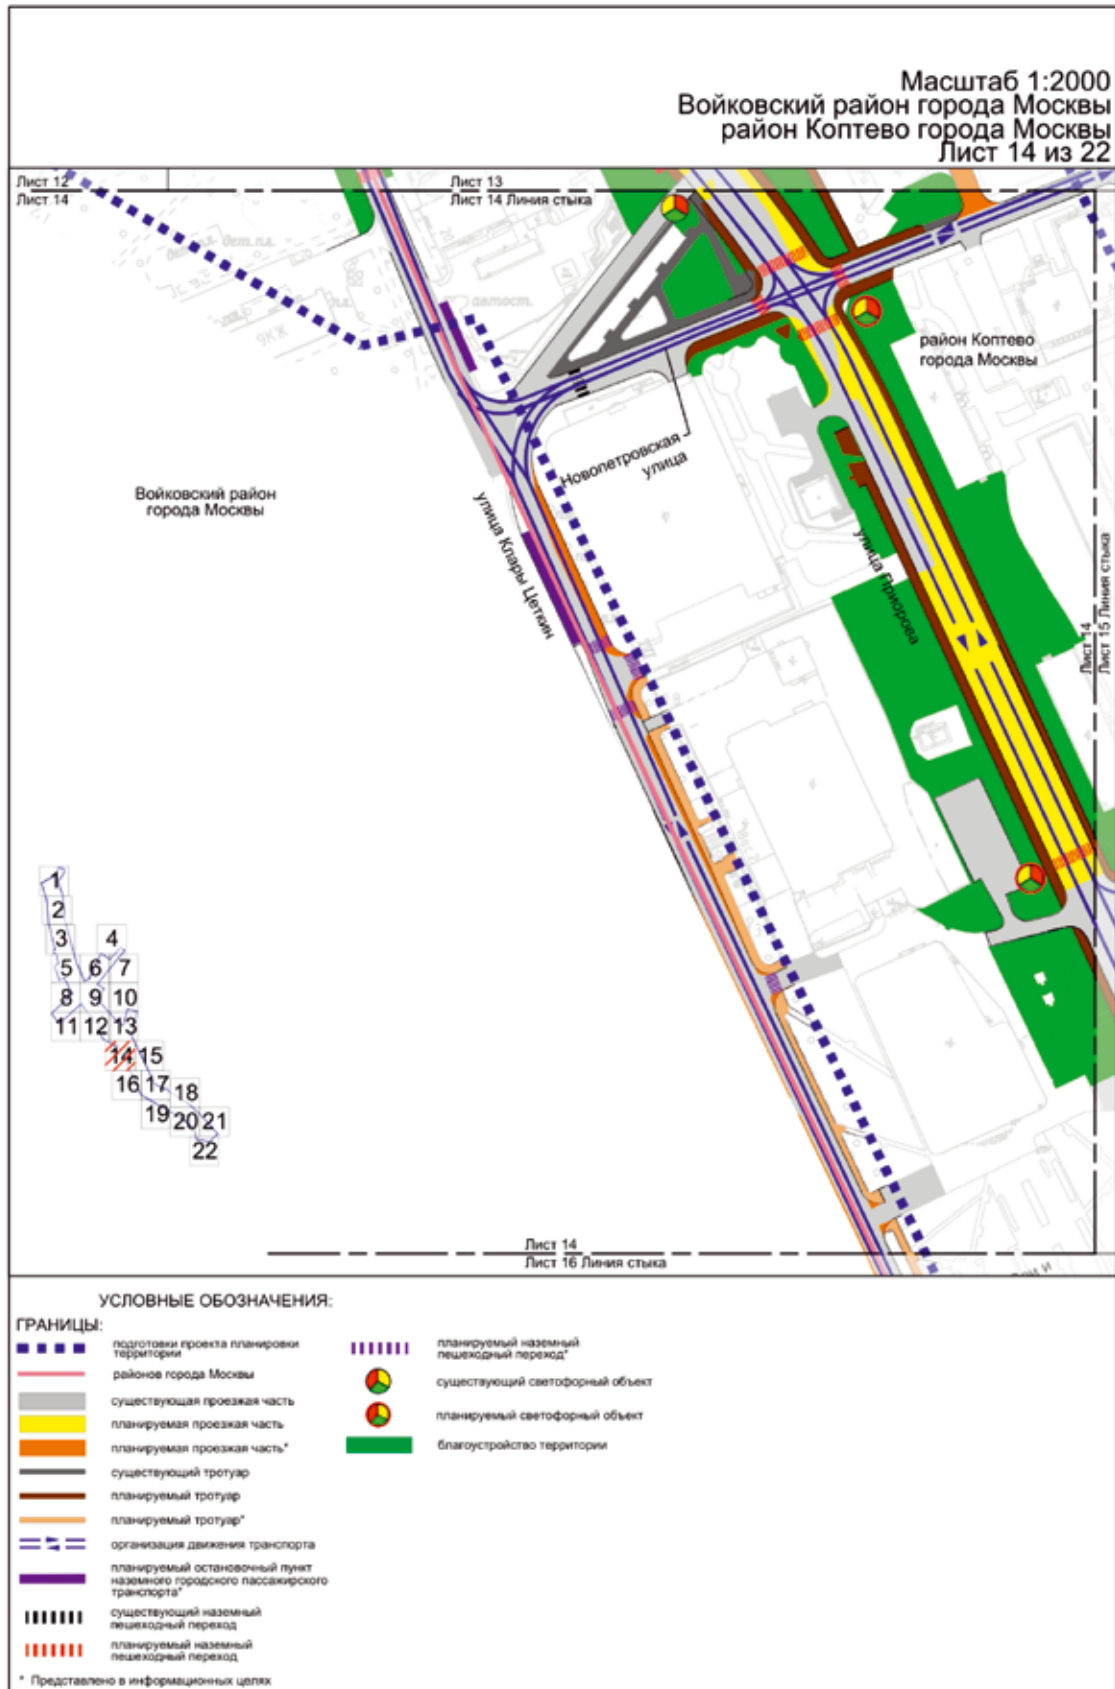 Масштаб 1:2000
Войковский район города Москвы
район Коптево города Москвы
Лист 14 из 22
Лист 12
Лист 14
Лист 13
Лист 14 Линия стыка
дет.пл.
автост.
9КЖ
район Коптево
города Москвы
Новопетровская
улица
Войковский район
города Москвы
улица Клары Цеткин
улица Приорова
Лист 14
Лист 15 Линия стыка
1
2
3
4
5
6
7
8
9
10
11
12
13
14
15
16
17
18
19
20
21
22
Лист 14
Лист 16 Линия стыка
УСЛОВНЫЕ ОБОЗНАЧЕНИЯ:
ГРАНИЦЫ:
подготовки проекта планировки
территории
районов города Москвы
существующая проезжая часть
планируемая проезжая часть
планируемая проезжая часть*
существующий тротуар
планируемый тротуар
планируемый тротуар*
организация движения транспорта
планируемый остановочный пункт
наземного городского пассажирского
транспорта*
существующий наземный
пешеходный переход
планируемый наземный
пешеходный переход
планируемый наземный
пешеходный переход*
существующий светофорный объект
планируемый светофорный объект
благоустройство территории
* Представлено в информационных целях